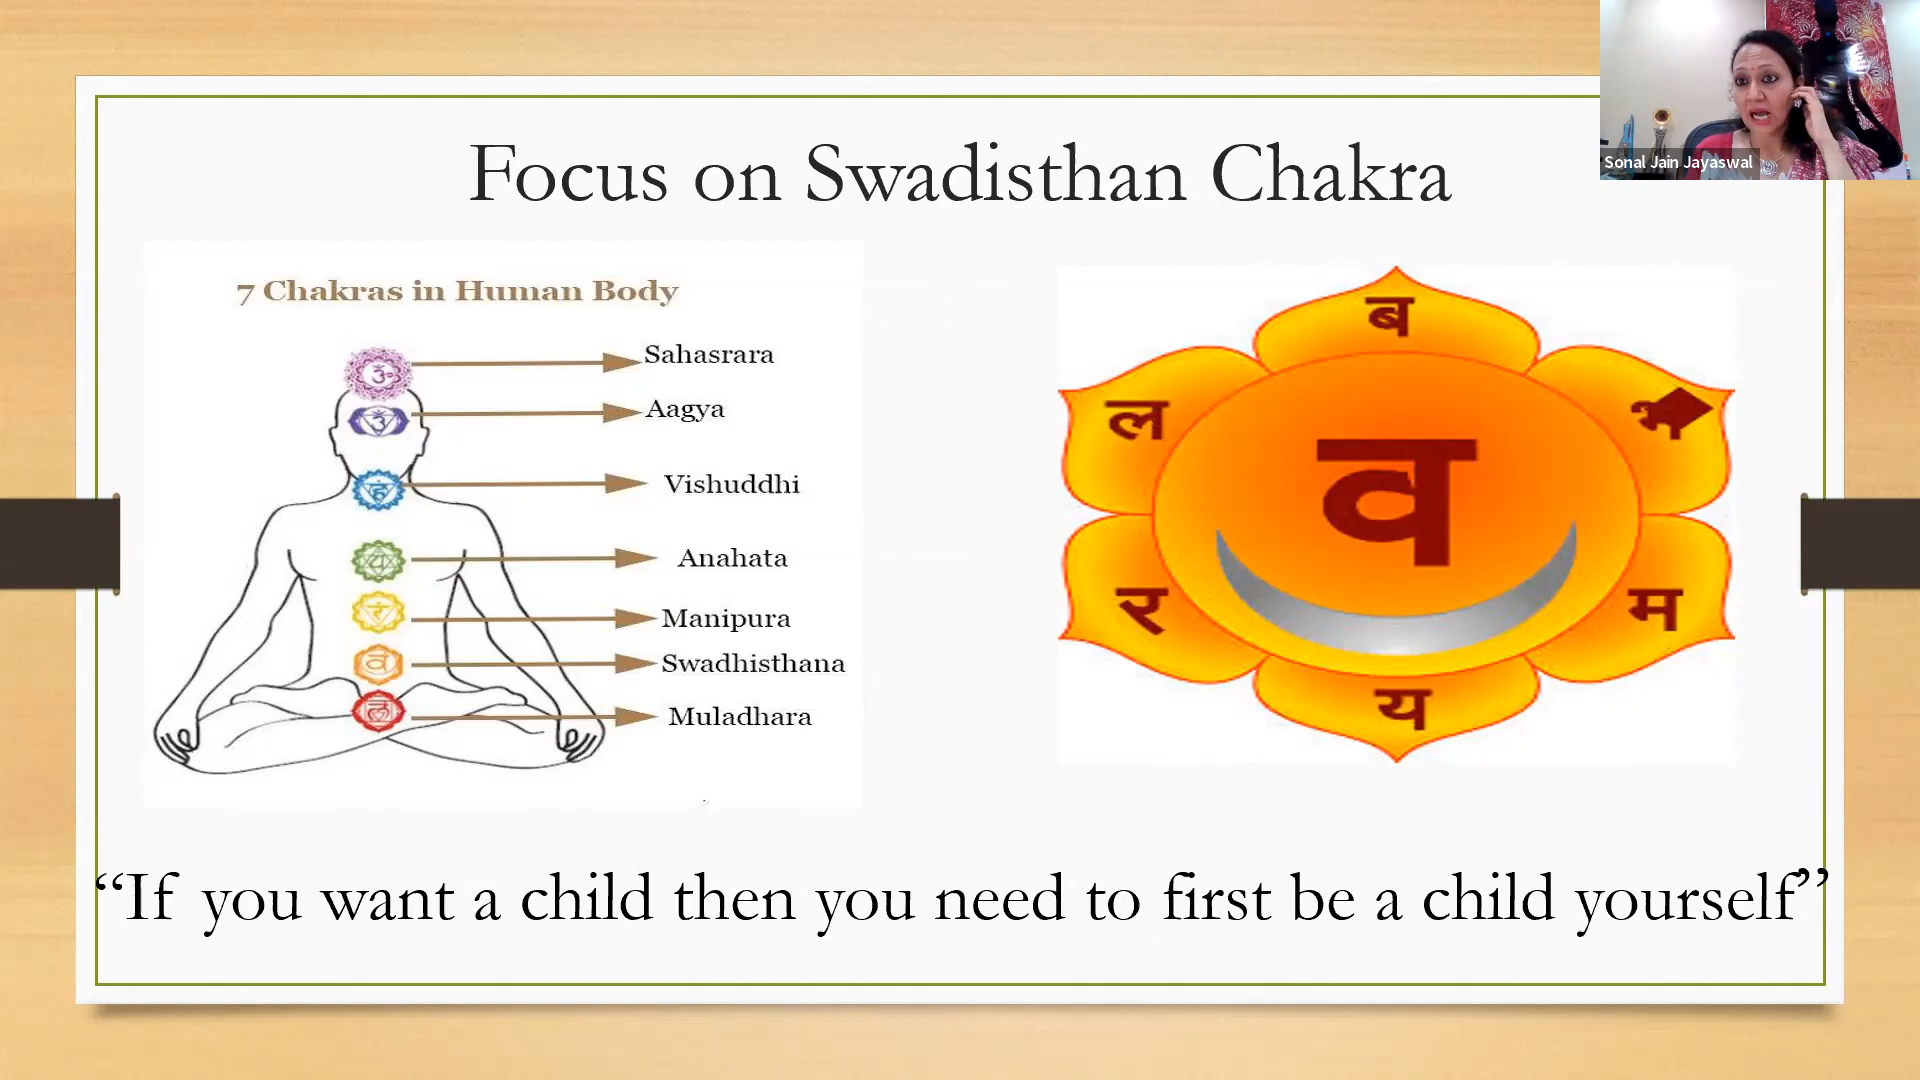 Sonal Jain Jayaswal
Focus on Swadisthan Chakra
7 Chakras in Human Body
Sahasrara
Aagya
Vishuddhi
Anahata
Manipura
Swadhisthana
Muladhara
ब
ल
भ
व
र
म
य
“If you want a child then you need to first be a child yourself”